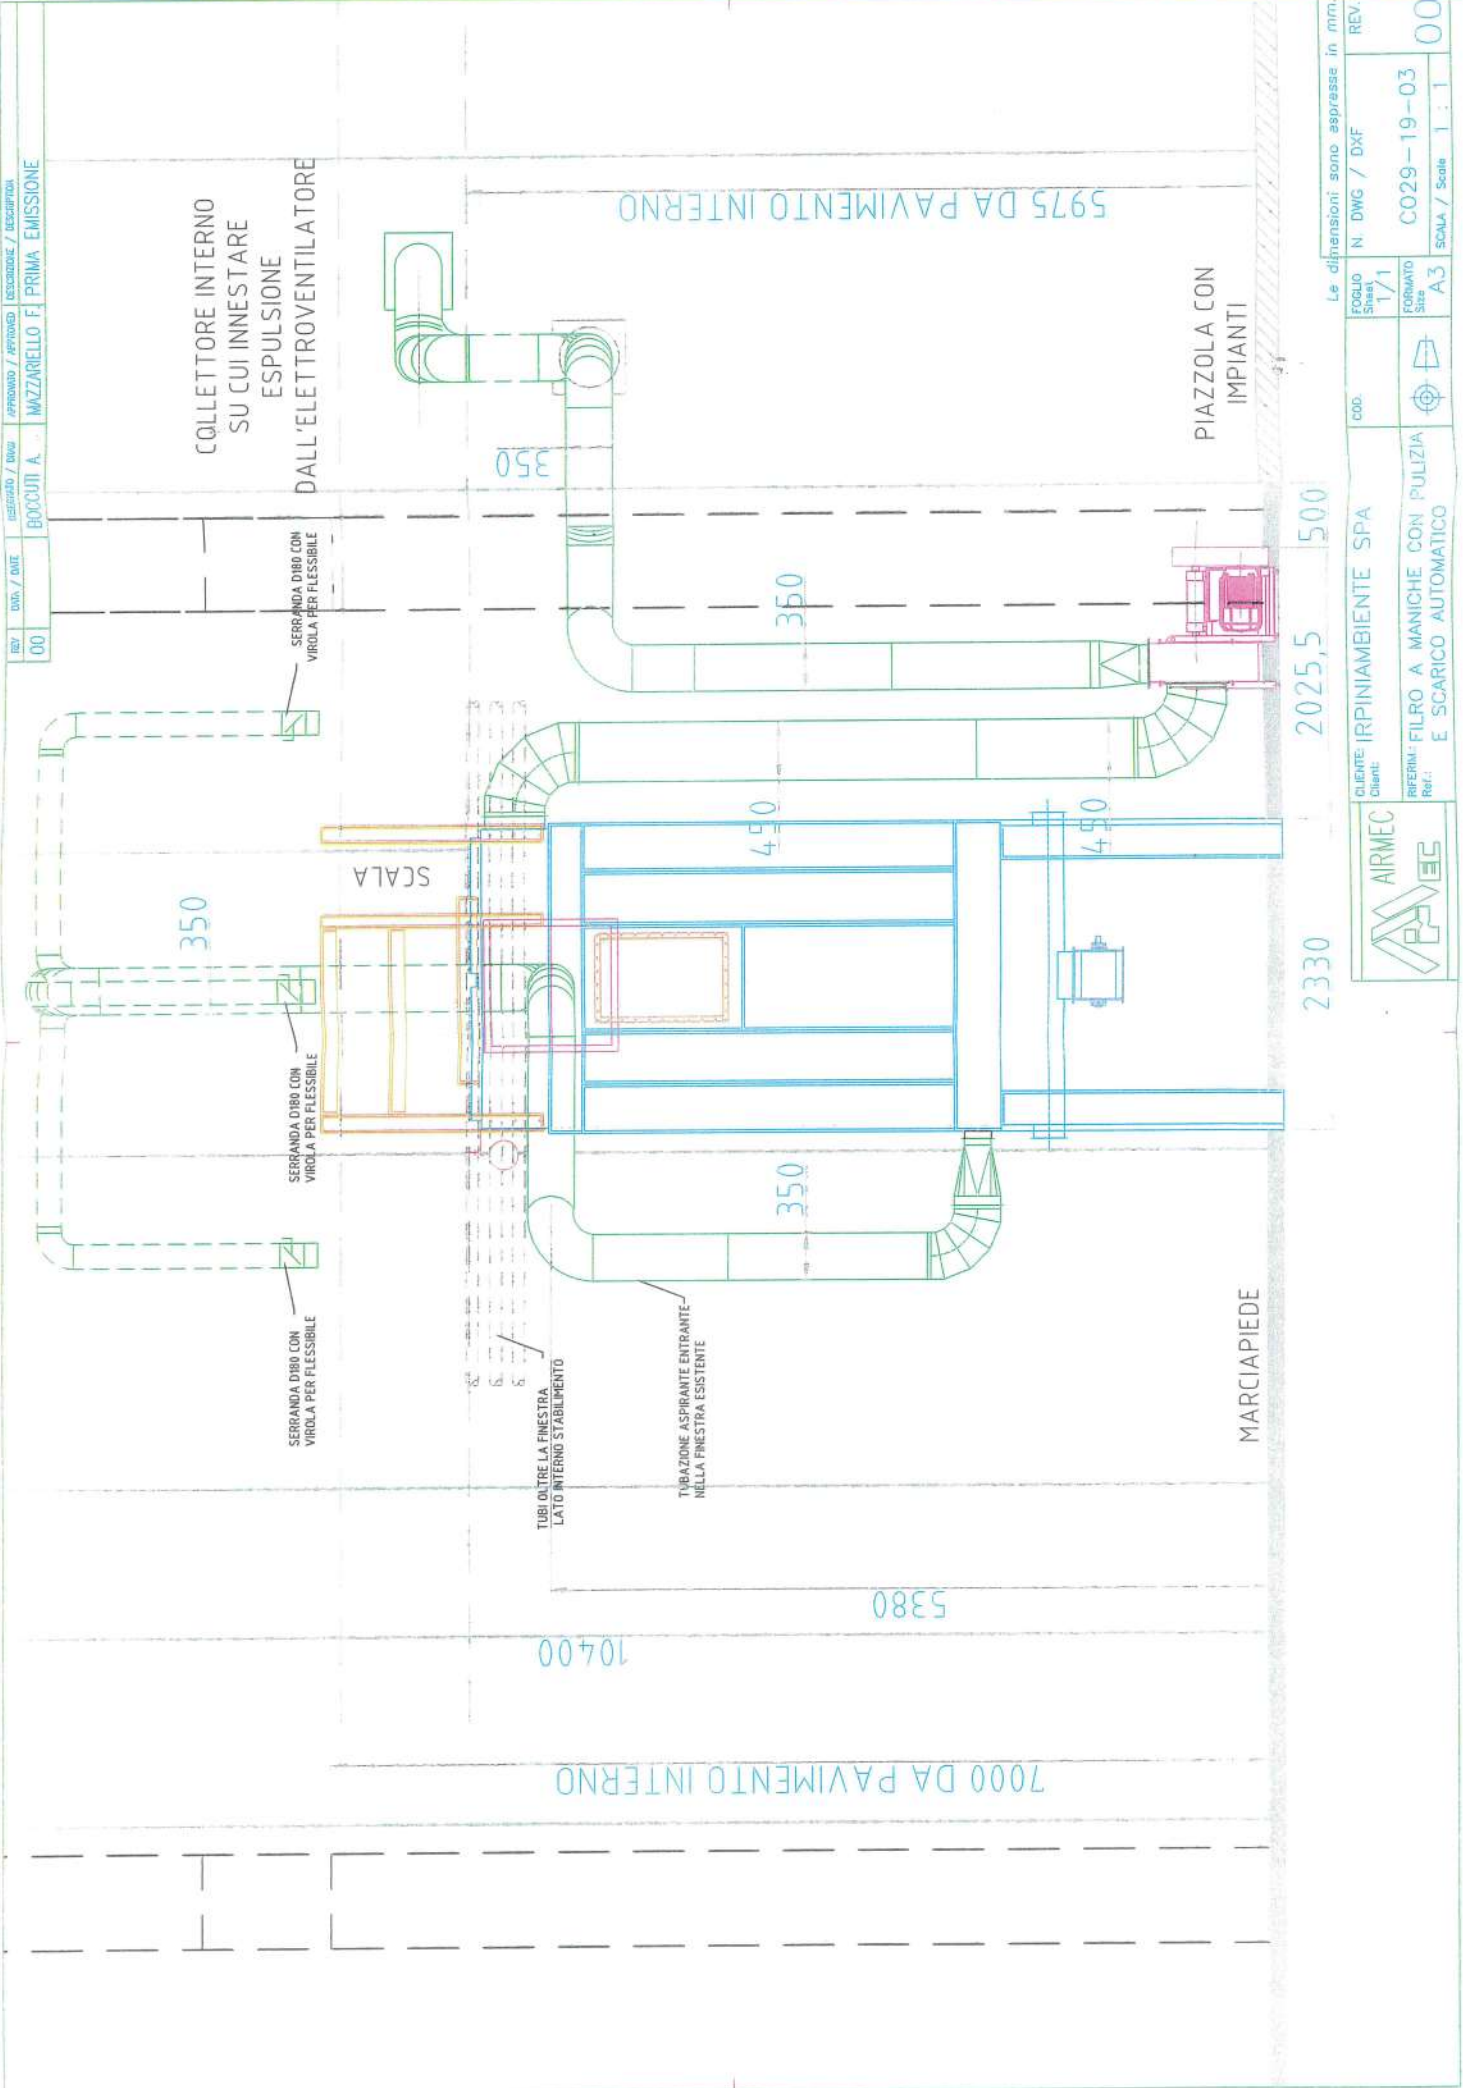 REV
DATA / DATE
DISEGNATO / DRAW
APPROVATO / APPROVED
DESCRIZIONE / DESCRIPTION
00
BOCCUTI A.
MAZZARIELLO F.
PRIMA EMISSIONE
COLLETTORE INTERNO
SU CUI INNESTARE
ESPULSIONE
DALL'ELETTROVENTILATORE
SERRANDA D180 CON
VIROLA PER FLESSIBILE
SERRANDA D180 CON
VIROLA PER FLESSIBILE
SERRANDA D180 CON
VIROLA PER FLESSIBILE
350
SCALA
350
350
450
450
350
5975 DA PAVIMENTO INTERNO
TUBI OLTRE LA FINESTRA
LATO INTERNO STABILIMENTO
TUBAZIONE ASPIRANTE ENTRANTE
NELLA FINESTRA ESISTENTE
5380
10400
7000 DA PAVIMENTO INTERNO
MARCIAPIEDE
PIAZZOLA CON
IMPIANTI
2330
2025,5
500
Le dimensioni sono espresse in mm.
AIRMEC
CLIENTE: IRPINIAMBIENTE SPA
Client:
RIFERIM.: FILRO A MANICHE CON PULIZIA
Ref.: E SCARICO AUTOMATICO
COD.
FOGLIO
Sheet
1/1
N. DWG / DXF
C029-19-03
REV.
00
FORMATO
Size
A3
SCALA / Scale 1 : 1